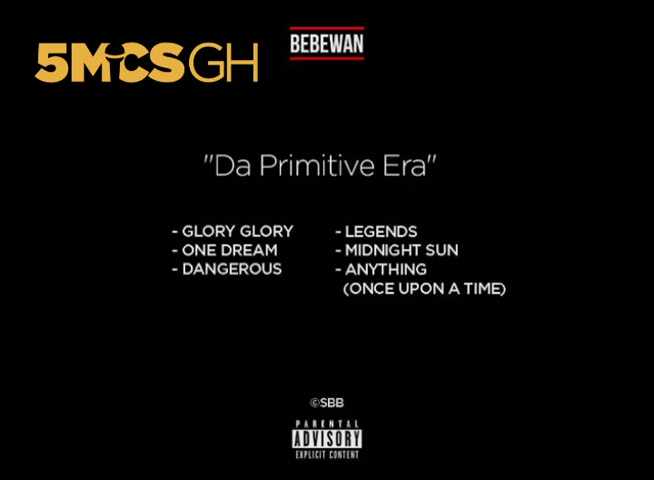 5MCSGH
BEBEWAN
"Da Primitive Era"
- GLORY GLORY
- ONE DREAM
- DANGEROUS
- LEGENDS
- MIDNIGHT SUN
- ANYTHING
(ONCE UPON A TIME)
©SBB
PARENTAL
ADVISORY
EXPLICIT CONTENT